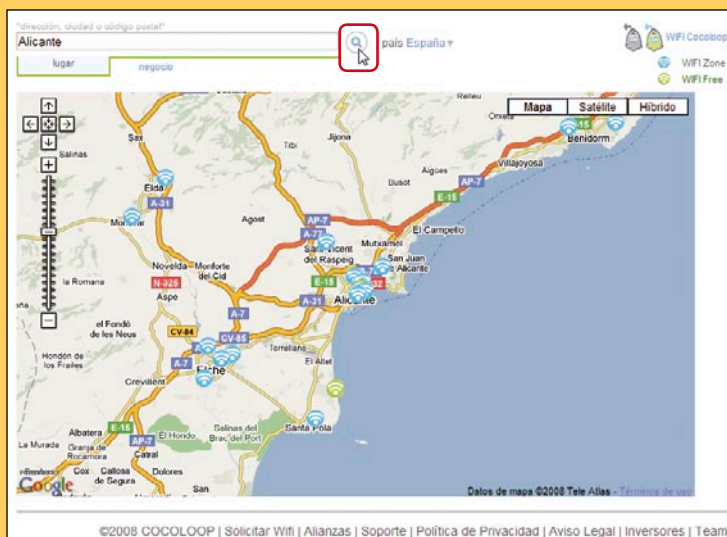 "dirección, ciudad o código postal"
Alicante
país España
WIFI Cocoloop
lugar
negocio
WIFI Zone
WIFI Free
Mapa
Satélite
Híbrido
Relleu
Orxeta
E-15
Benidorm
Sax
Tibi
Jijona
Villajoyosa
Salinas
Aigües
Busot
AP-7
Elda
E-15
A-31
Agost
AP-7
El Campello
A-77
Mutxamel
Sant Vicent
del Raspeig
San Juan
de Alicante
Novelda
Monforte
del Cid
la Romana
N-325
E-15
Aspe
A-31
Alicante
A-7
el Fondó
de les Neus
CV-84
CV-85
A-7
Torrellano
Hondón de
los Frailes
Elche
El Altet
Crevillent
Albatera
E-15
El Hondo
Salinas del
Braç del Port
Santa Pola
La Murada
Granja de
Rocamora
AP-7
Catral
Cox
Callosa
de Segura
Dolores
San
Google
Datos de mapa ©2008 Tele Atlas - Términos de uso
©2008 COCOLOOP | Solicitar Wifi | Alianzas | Soporte | Política de Privacidad | Aviso Legal | Inversores | Team